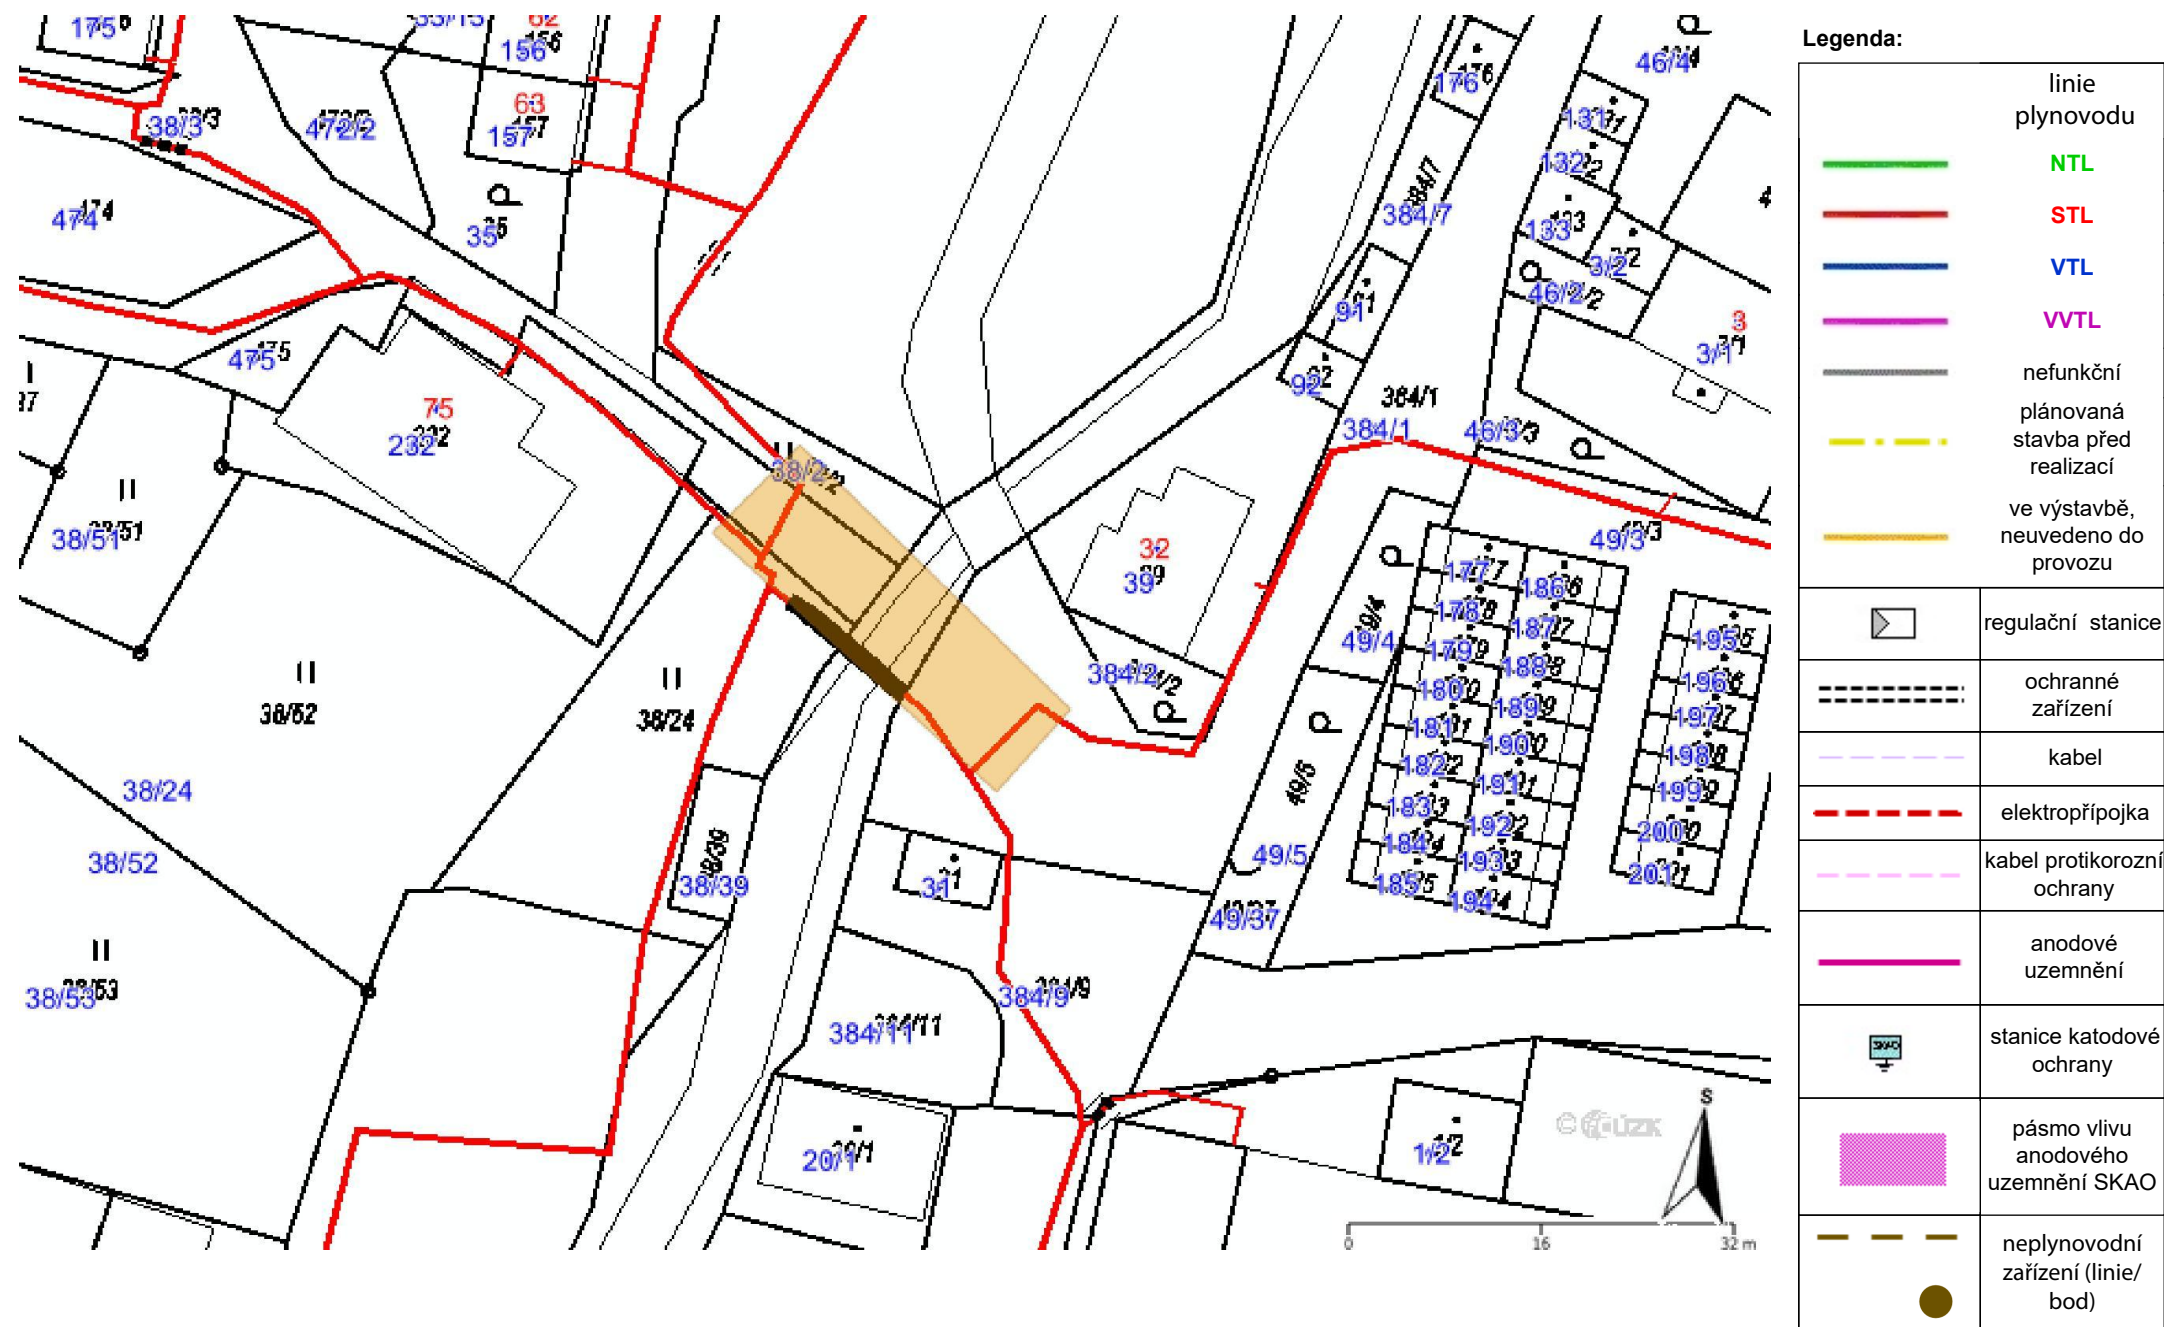 Legenda:
linie
plynovodu
NTL
STL
VTL
VVTL
nefunkční
plánovaná
stavba před
realizací
ve výstavbě,
neuvedeno do
provozu
regulační stanice
ochranné
zařízení
kabel
elektropřípojka
kabel protikorozní
ochrany
anodové
uzemnění
SKAO
stanice katodové
ochrany
pásmo vlivu
anodového
uzemnění SKAO
neplynovodní
zařízení (linie/
bod)
62
156
63
157
38/3
472/2
474
35
475
75
232
38/2
38/51
38/52
38/24
38/24
38/52
38/53
38/39
31
384/9
384/11
20/1
1/2
176
46/4
131
132
133
3/2
46/2
3
3/1
384/7
91
92
384/1
384/1
46/3
49/3
32
39
384/2
49/4
49/4
49/5
49/5
49/37
177
178
179
180
181
182
183
184
185
186
187
188
189
190
191
192
193
194
195
196
197
198
199
200
201
S
0 16 32 m
© ČÚZK